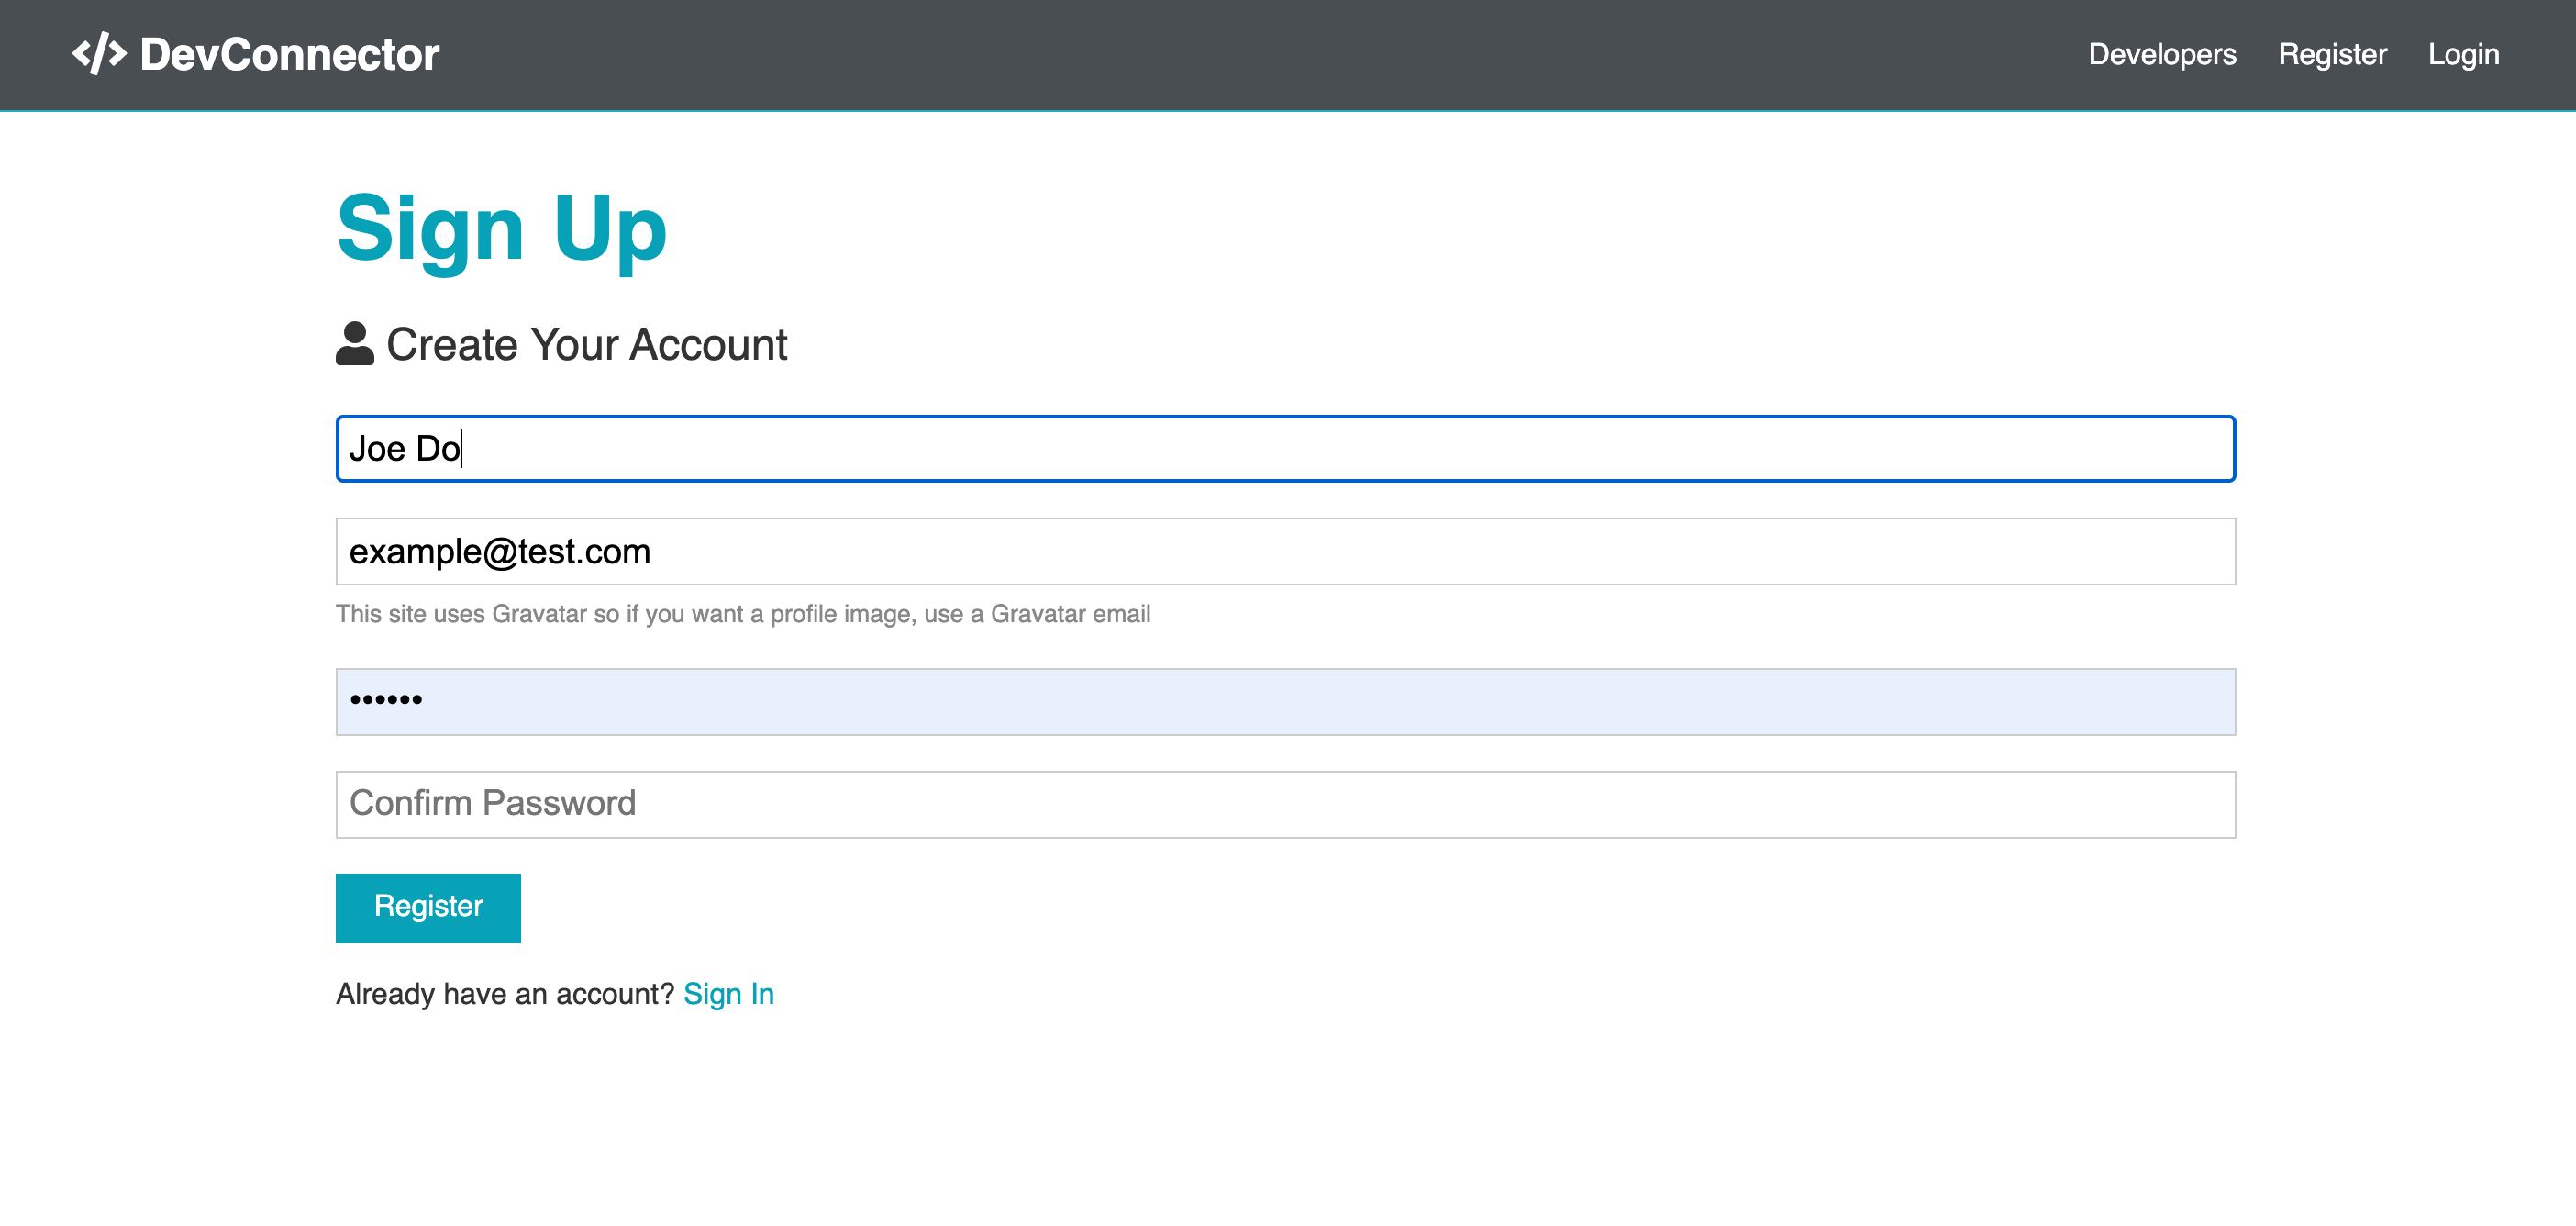 </> DevConnector
Developers Register Login
Sign Up
Create Your Account
Joe Do
example@test.com
This site uses Gravatar so if you want a profile image, use a Gravatar email
••••••
Confirm Password
Register
Already have an account? Sign In